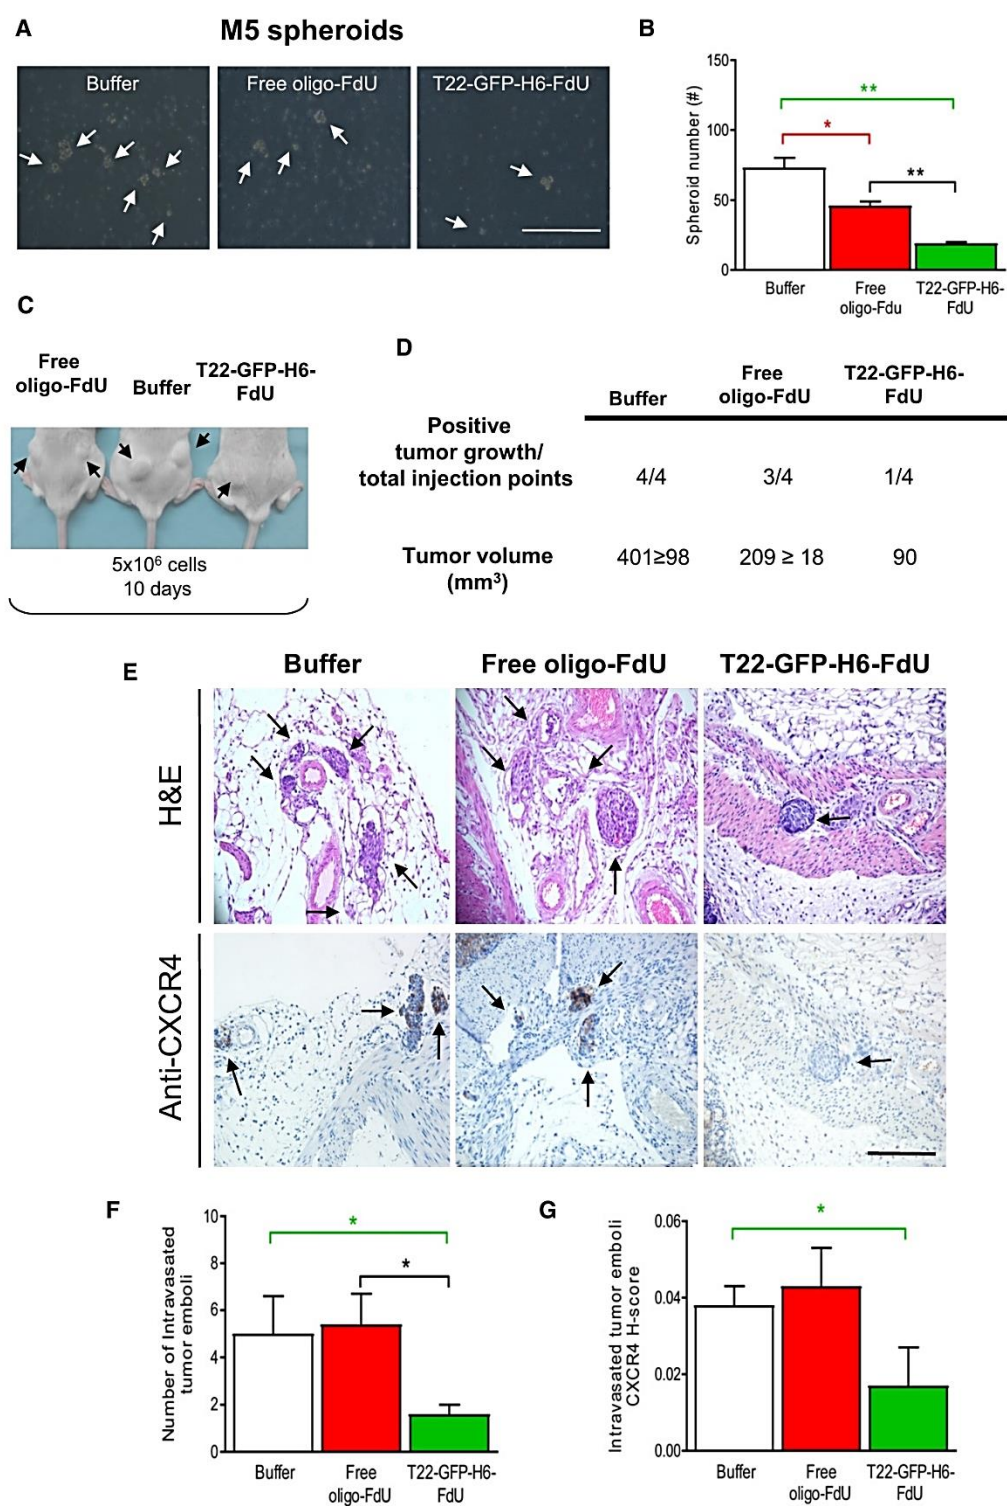 A
M5 spheroids
Buffer
Free oligo-FdU
T22-GFP-H6-FdU
B
Spheroid number (#)
150
100
50
0
**
*
**
Buffer
Free
oligo-Fdu
T22-GFP-H6-
FdU
C
Free
oligo-FdU
Buffer
T22-GFP-H6-
FdU
5x10⁶ cells
10 days
D
Buffer
Free
oligo-FdU
T22-GFP-H6-
FdU
Positive
tumor growth/
total injection points
4/4
3/4
1/4
Tumor volume
(mm³)
401≥98
209 ≥ 18
90
E
Buffer
Free oligo-FdU
T22-GFP-H6-FdU
H&E
Anti-CXCR4
F
Number of Intravasated
tumor emboli
10
8
6
4
2
0
*
*
Buffer
Free
oligo-FdU
T22-GFP-H6-
FdU
G
Intravasated tumor emboli
CXCR4 H-score
0.06
0.04
0.02
0.00
*
Buffer
Free
oligo-FdU
T22-GFP-H6-
FdU